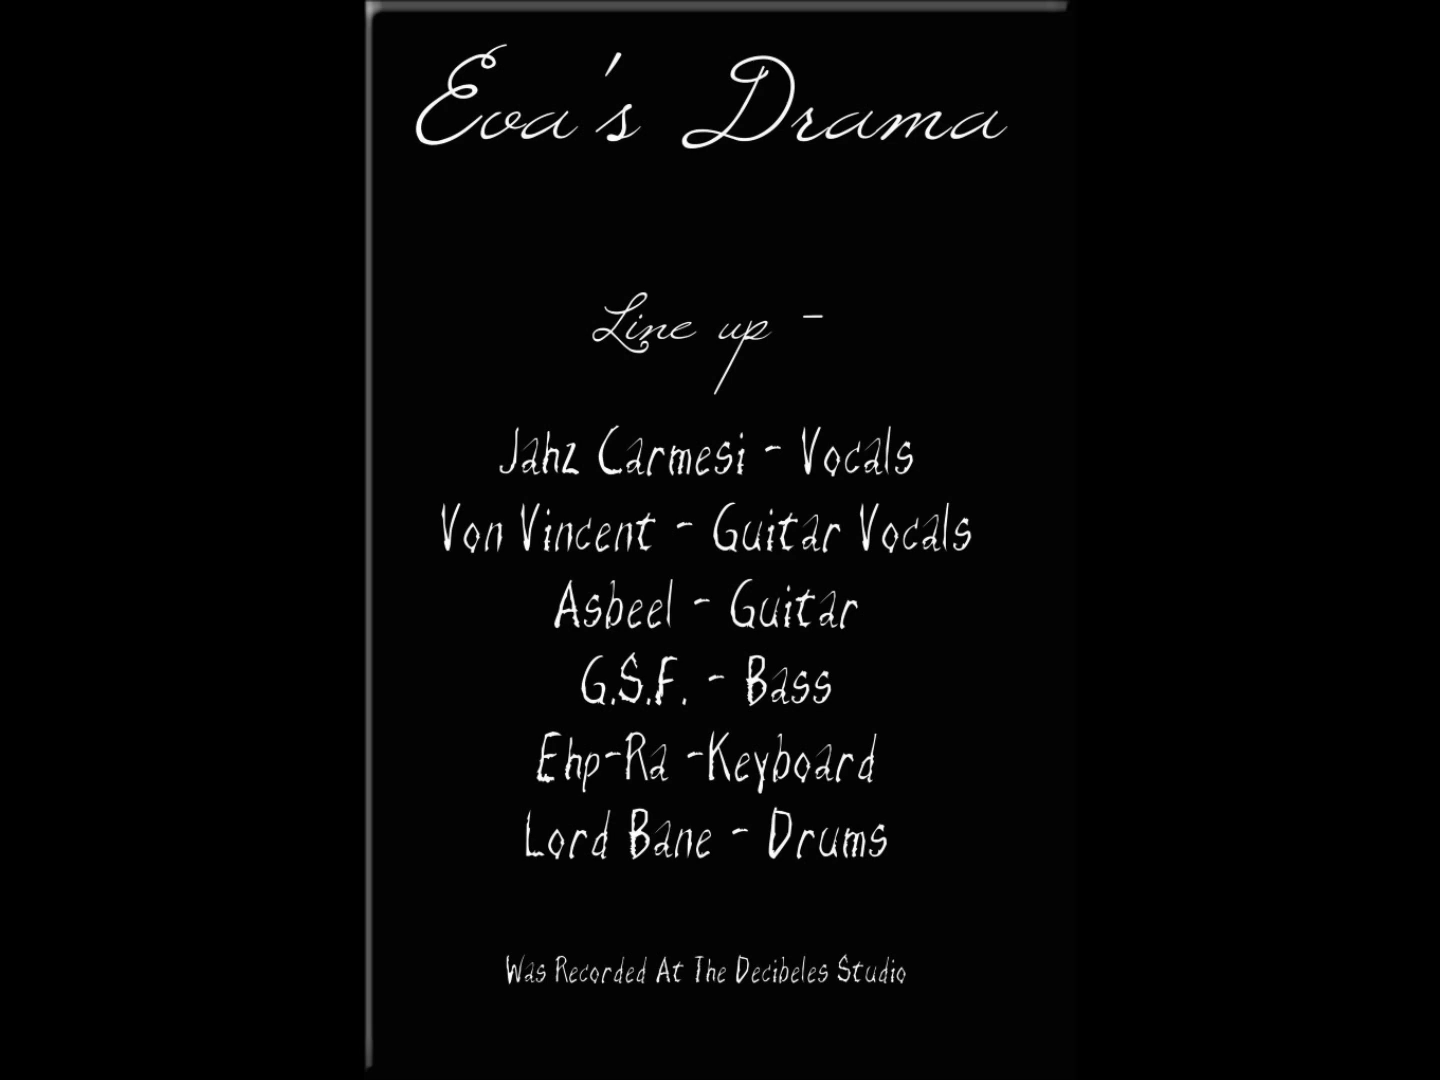 Eva's Drama
Line up -
Jahz Carmesi - Vocals
Von Vincent - Guitar Vocals
Asbeel - Guitar
G.S.F. - Bass
Ehp-Ra -Keyboard
Lord Bane - Drums
Was Recorded At The Decibeles Studio